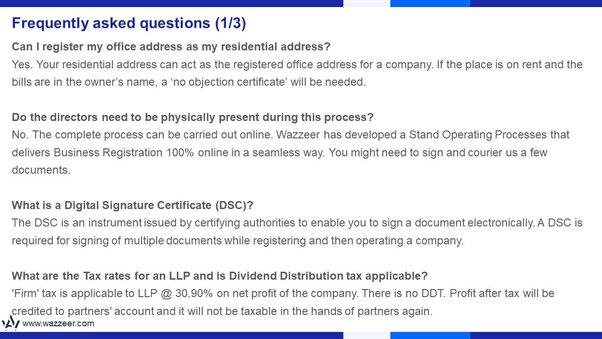 Frequently asked questions (1/3)
Can I register my office address as my residential address?
Yes. Your residential address can act as the registered office address for a company. If the place is on rent and the
bills are in the owner's name, a 'no objection certificate' will be needed.
Do the directors need to be physically present during this process?
No. The complete process can be carried out online. Wazzeer has developed a Stand Operating Processes that
delivers Business Registration 100% online in a seamless way. You might need to sign and courier us a few
documents.
What is a Digital Signature Certificate (DSC)?
The DSC is an instrument issued by certifying authorities to enable you to sign a document electronically. A DSC is
required for signing of multiple documents while registering and then operating a company.
What are the Tax rates for an LLP and is Dividend Distribution tax applicable?
'Firm' tax is applicable to LLP @ 30.90% on net profit of the company. There is no DDT. Profit after tax will be
credited to partners' account and it will not be taxable in the hands of partners again.
www.wazzeer.com